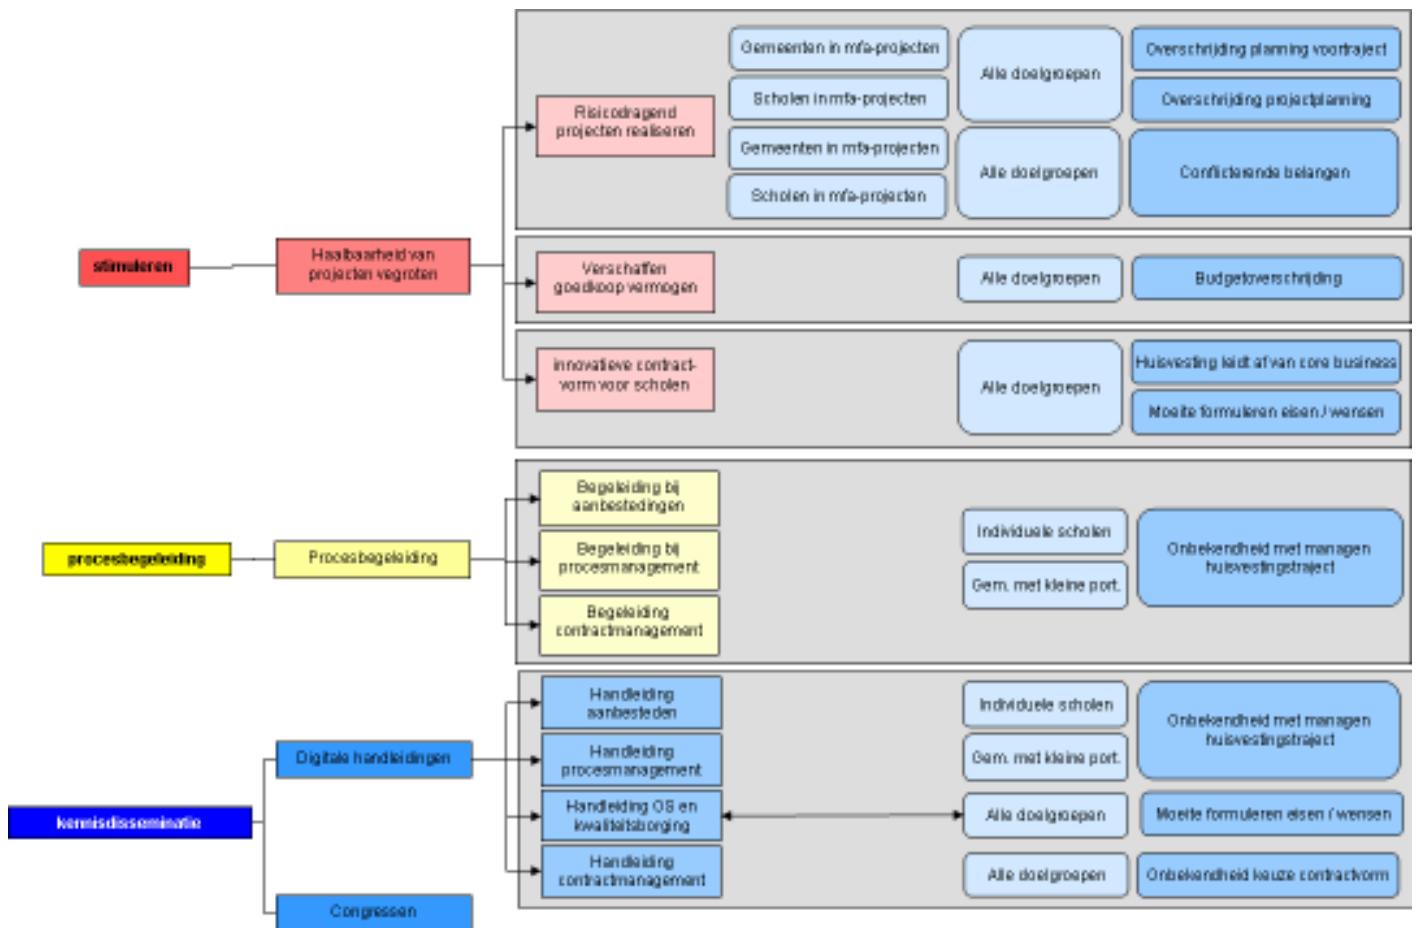 Gemeenten in mfa-projecten
Scholen in mfa-projecten
Gemeenten in mfa-projecten
Scholen in mfa-projecten
Alle doelgroepen
Alle doelgroepen
Overschrijding planning voortraject
Overschrijding projectplanning
Conflicterende belangen
Risicodragend
projecten realiseren
stimuleren
Haalbaarheid van
projecten vegroten
Verschaffen
goedkoop vermogen
Alle doelgroepen
Budgetoverschrijding
innovatieve contract-
vorm voor scholen
Alle doelgroepen
Huisvesting leidt af van core business
Moeite formuleren eisen / wensen
procesbegeleiding
Procesbegeleiding
Begeleiding bij
aanbestedingen
Begeleiding bij
procesmanagement
Begeleiding
contractmanagement
Individuele scholen
Gem. met kleine port.
Onbekendheid met managen
huisvestingstraject
kennisdisseminatie
Digitale handleidingen
Congressen
Handleiding
aanbesteden
Handleiding
procesmanagement
Handleiding OS en
kwaliteitsborging
Handleiding
contractmanagement
Individuele scholen
Gem. met kleine port.
Alle doelgroepen
Alle doelgroepen
Onbekendheid met managen
huisvestingstraject
Moeite formuleren eisen / wensen
Onbekendheid keuze contractvorm